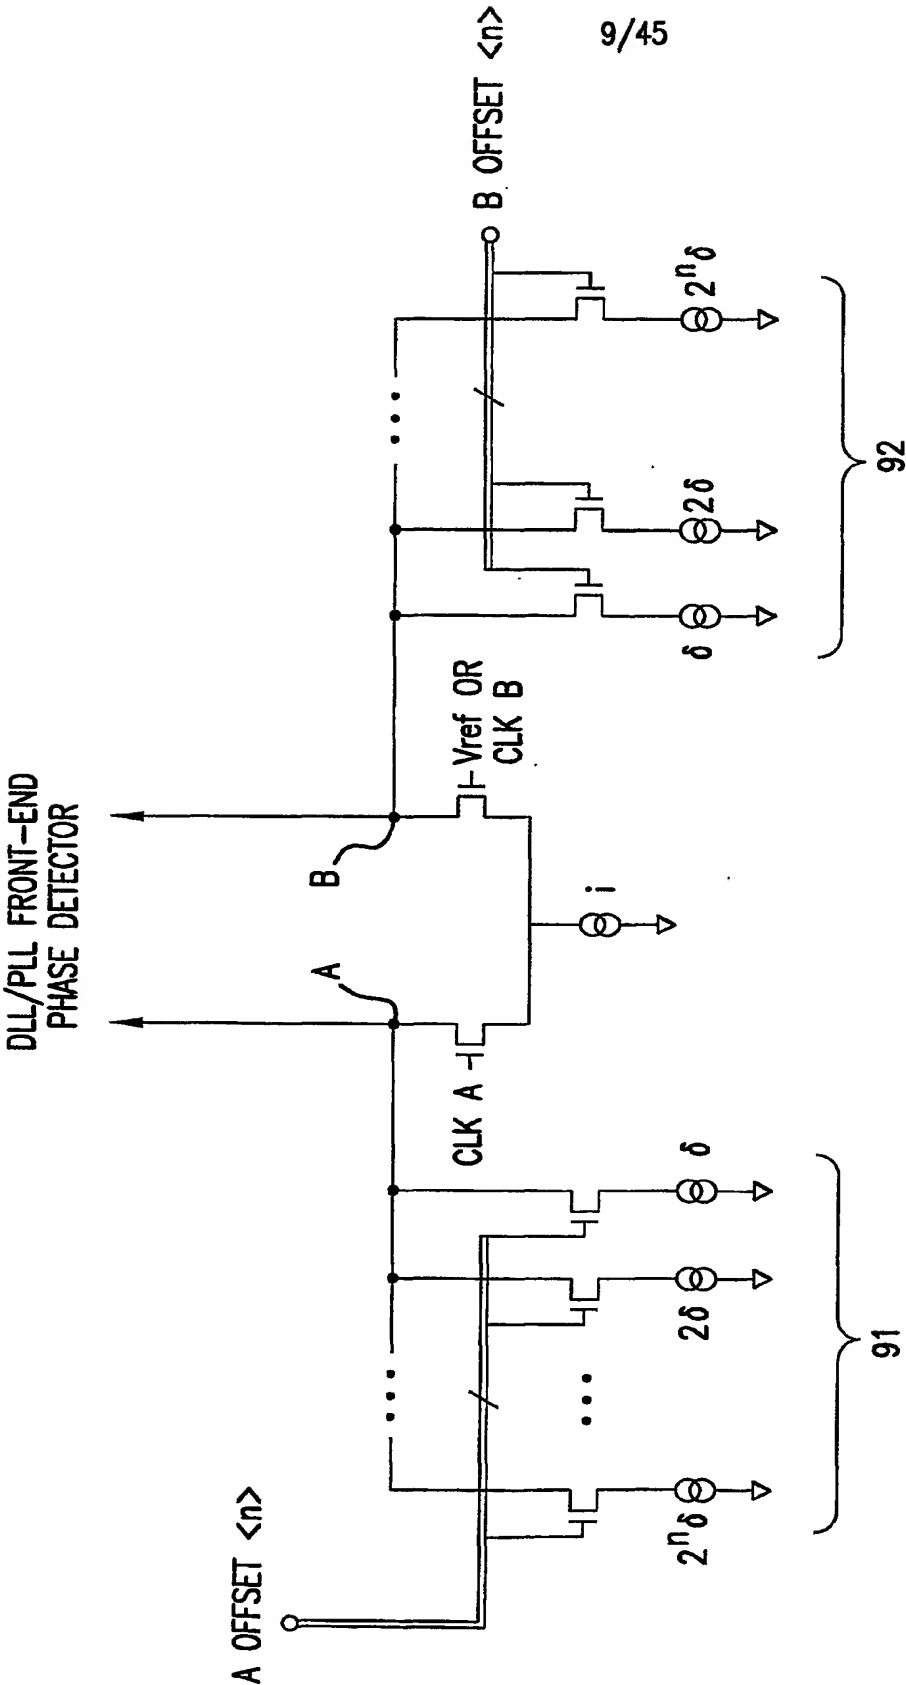 9/45
DLL/PLL FRONT-END
PHASE DETECTOR
A OFFSET <n>
B OFFSET <n>
A
B
CLK A
Vref OR
CLK B
i
2ⁿδ
2δ
δ
δ
2δ
2ⁿδ
91
92